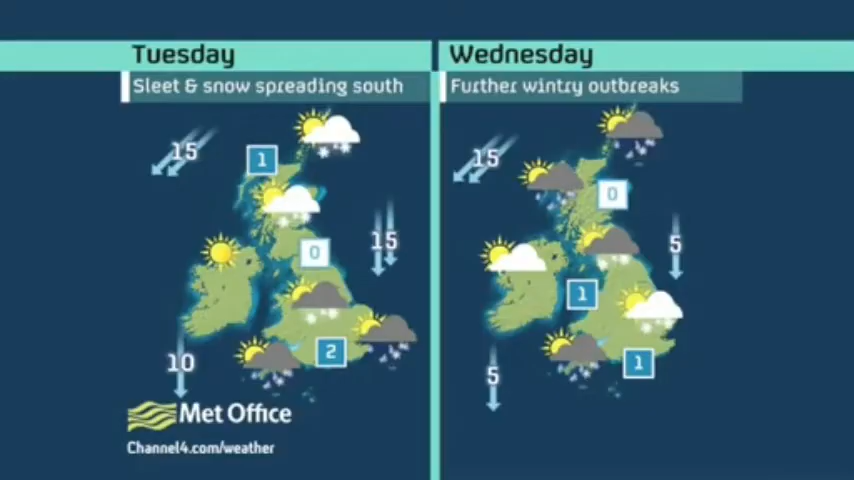 Tuesday
Sleet & snow spreading south
15
1
15
0
10
2
Met Office
Channel4.com/weather
Wednesday
Further wintry outbreaks
15
0
5
1
5
1